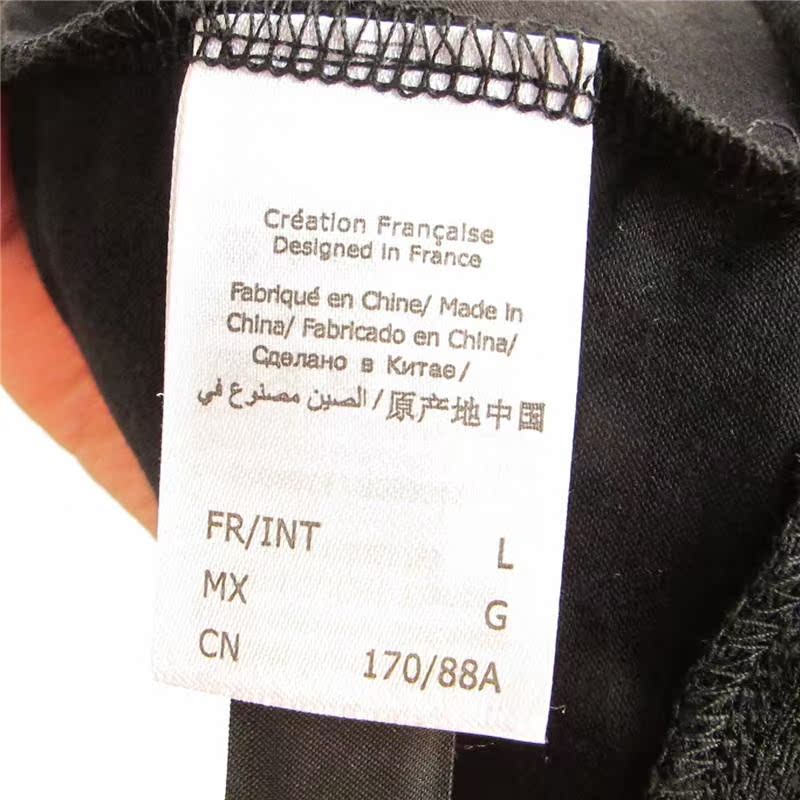 Création Française
Designed in France
Fabriqué en Chine/ Made in
China/ Fabricado en China/
Сделано в Китае/
الصين مصنوع في /原产地中国
FR/INT L
MX G
CN 170/88A